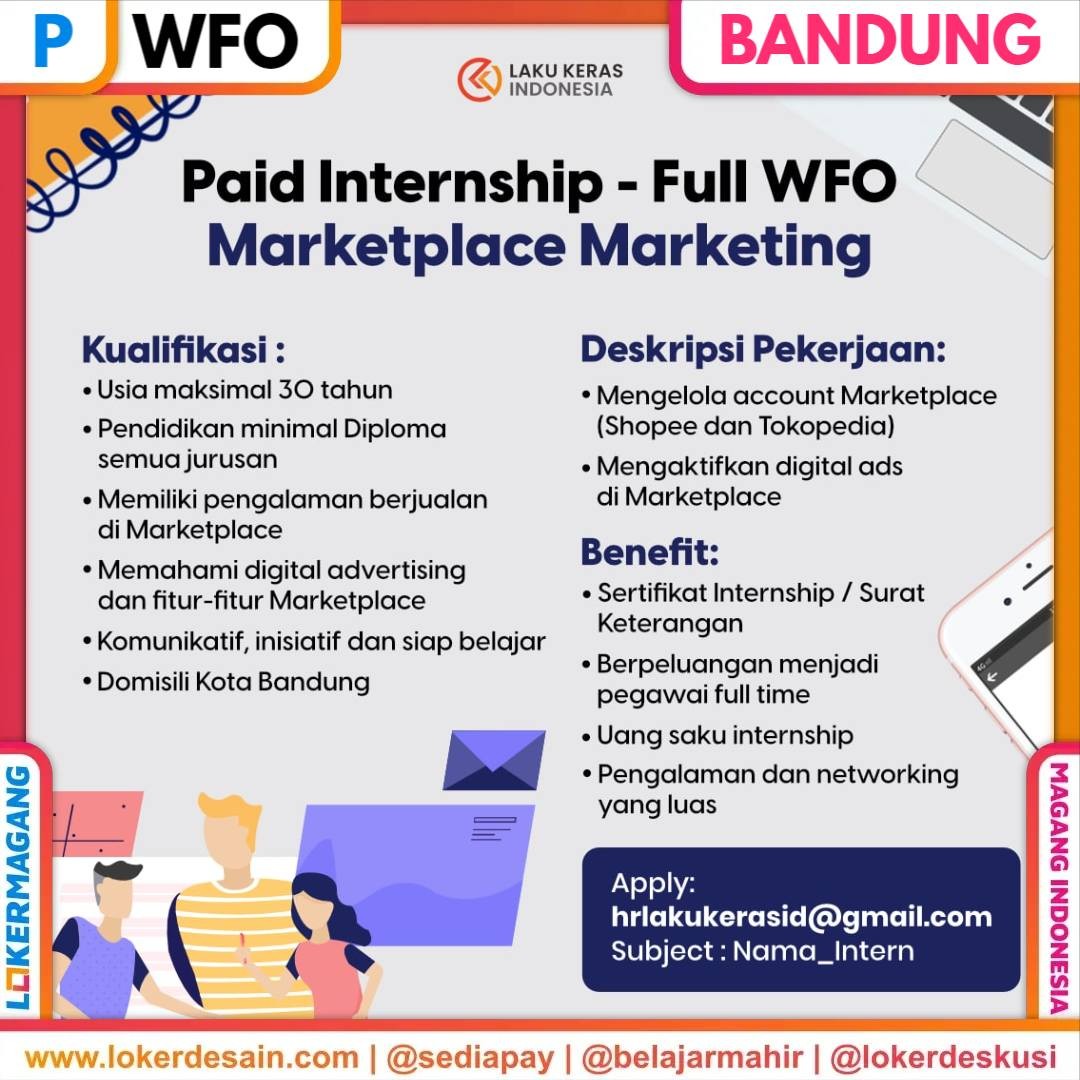 P
WFO
BANDUNG
LAKU KERAS
INDONESIA
Paid Internship - Full WFO
Marketplace Marketing
Kualifikasi :
• Usia maksimal 30 tahun
• Pendidikan minimal Diploma
semua jurusan
• Memiliki pengalaman berjualan
di Marketplace
• Memahami digital advertising
dan fitur-fitur Marketplace
• Komunikatif, inisiatif dan siap belajar
• Domisili Kota Bandung
Deskripsi Pekerjaan:
• Mengelola account Marketplace
(Shopee dan Tokopedia)
• Mengaktifkan digital ads
di Marketplace
Benefit:
• Sertifikat Internship / Surat
Keterangan
• Berpeluangan menjadi
pegawai full time
• Uang saku internship
• Pengalaman dan networking
yang luas
4G
Apply:
hrlakukerasid@gmail.com
Subject : Nama_Intern
LOKERMAGANG
MAGANG INDONESIA
www.lokerdesain.com | @sediapay | @belajarmahir | @lokerdeskusi